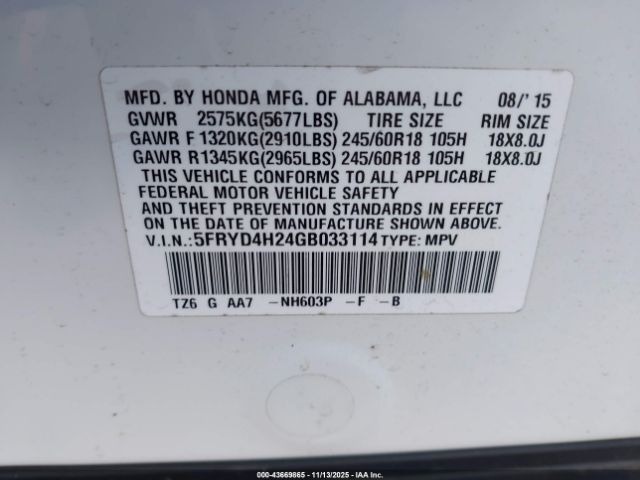 MFD. BY HONDA MFG. OF ALABAMA, LLC 08/'15
GVWR 2575KG(5677LBS) TIRE SIZE RIM SIZE
GAWR F 1320KG(2910LBS) 245/60R18 105H 18X8.0J
GAWR R 1345KG(2965LBS) 245/60R18 105H 18X8.0J
THIS VEHICLE CONFORMS TO ALL APPLICABLE
FEDERAL MOTOR VEHICLE SAFETY
AND THEFT PREVENTION STANDARDS IN EFFECT
ON THE DATE OF MANUFACTURE SHOWN ABOVE.
V.I.N.:5FRYD4H24GB033114 TYPE: MPV
TZ6 G AA7 -NH603P -F -B
000-43669865 - 11/13/2025 - IAA Inc.